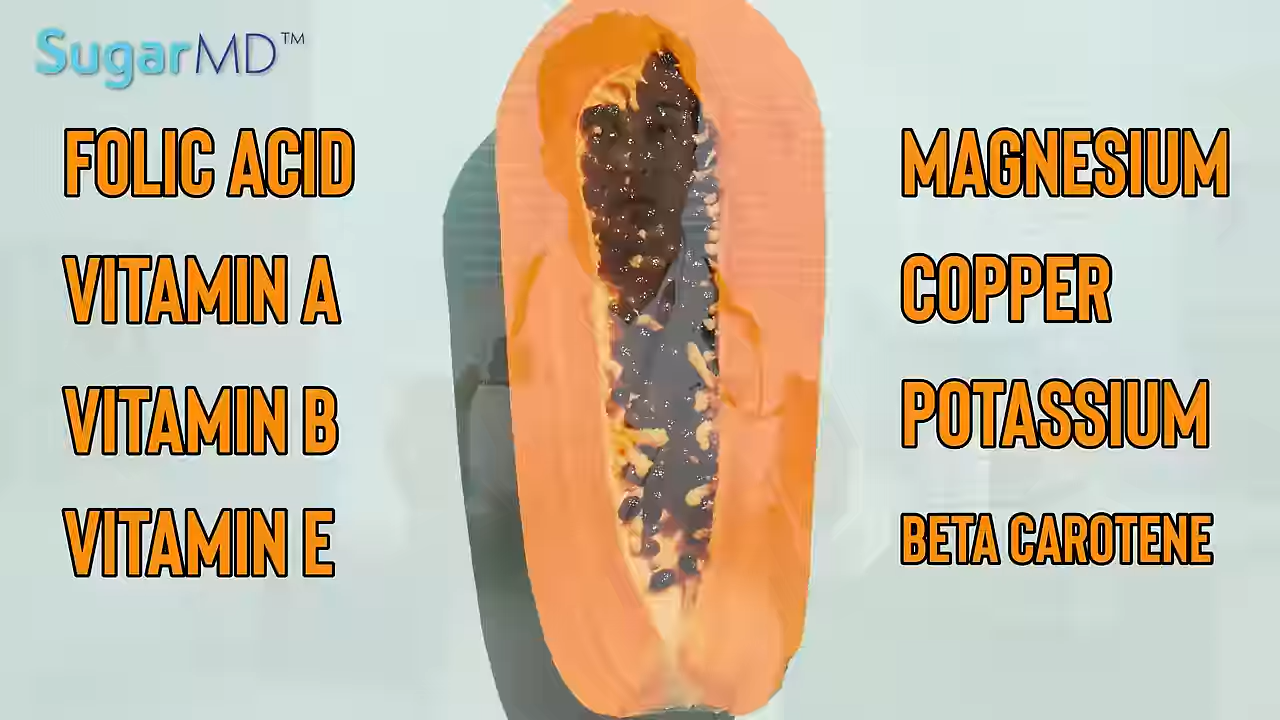 SugarMD™
FOLIC ACID
VITAMIN A
VITAMIN B
VITAMIN E
MAGNESIUM
COPPER
POTASSIUM
BETA CAROTENE